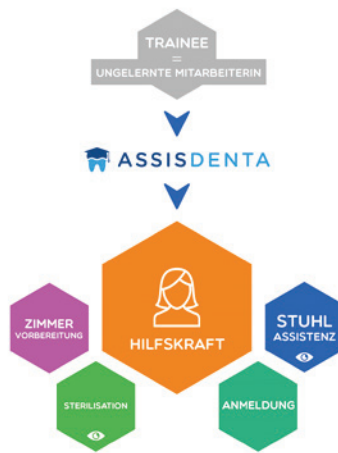 TRAINEE
=
UNGELERNTE MITARBEITERIN
ASSISDENTA
HILFSKRAFT
ZIMMER
VORBEREITUNG
STUHL
ASSISTENZ
STERILISATION
ANMELDUNG